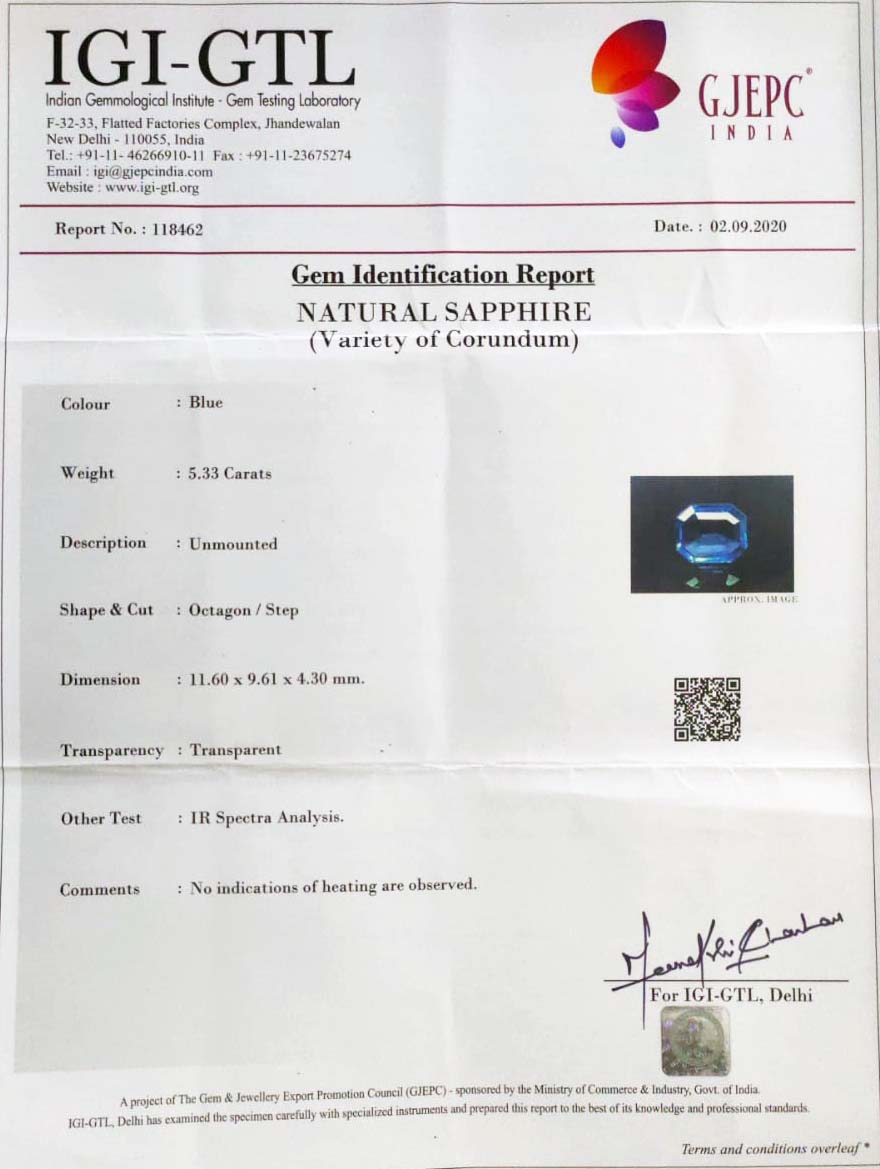 IGI-GTL
Indian Gemmological Institute - Gem Testing Laboratory
F-32-33, Flatted Factories Complex, Jhandewalan
New Delhi - 110055, India
Tel.: +91-11- 46266910-11 Fax : +91-11-23675274
Email : igi@gjepcindia.com
Website : www.igi-gtl.org
GJEPC®
INDIA
Report No. : 118462
Date. : 02.09.2020
Gem Identification Report
NATURAL SAPPHIRE
(Variety of Corundum)
Colour : Blue
Weight : 5.33 Carats
Description : Unmounted
Shape & Cut : Octagon / Step
Dimension : 11.60 x 9.61 x 4.30 mm.
Transparency : Transparent
Other Test : IR Spectra Analysis.
Comments : No indications of heating are observed.
APPROX. IMAGE
Meenakshi Chauhan
For IGI-GTL, Delhi
A project of The Gem & Jewellery Export Promotion Council (GJEPC) - sponsored by the Ministry of Commerce & Industry, Govt. of India.
IGI-GTL, Delhi has examined the specimen carefully with specialized instruments and prepared this report to the best of its knowledge and professional standards.
Terms and conditions overleaf *